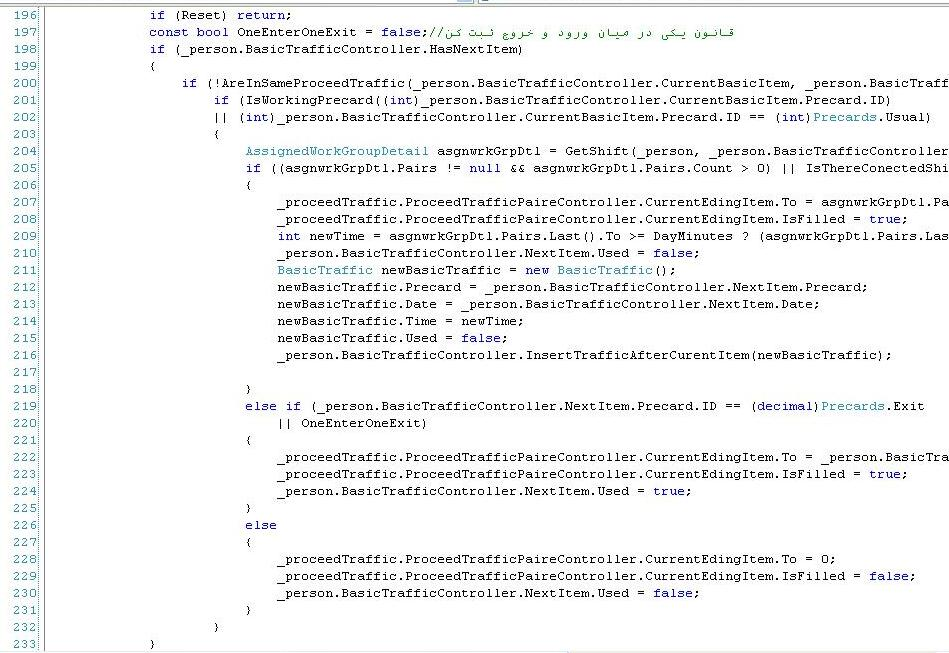 196 if (Reset) return;
197 const bool OneEnterOneExit = false;//قانون یکی در میان ورود و خروج ثبت کن
198 if (_person.BasicTrafficController.HasNextItem)
199 {
200 if (!AreInSameProceedTraffic(_person.BasicTrafficController.CurrentBasicItem, _person.BasicTraff
201 if (IsWorkingPrecard((int)_person.BasicTrafficController.CurrentBasicItem.Precard.ID)
202 || (int)_person.BasicTrafficController.CurrentBasicItem.Precard.ID == (int)Precards.Usual)
203 {
204 AssignedWorkGroupDetail asgnwrkGrpDtl = GetShift(_person, _person.BasicTrafficController
205 if ((asgnwrkGrpDtl.Pairs != null && asgnwrkGrpDtl.Pairs.Count > 0) || IsThereConectedShi
206 {
207 _proceedTraffic.ProceedTrafficPaireController.CurrentEdingItem.To = asgnwrkGrpDtl.Pa
208 _proceedTraffic.ProceedTrafficPaireController.CurrentEdingItem.IsFilled = true;
209 int newTime = asgnwrkGrpDtl.Pairs.Last().To >= DayMinutes ? (asgnwrkGrpDtl.Pairs.Las
210 _person.BasicTrafficController.NextItem.Used = false;
211 BasicTraffic newBasicTraffic = new BasicTraffic();
212 newBasicTraffic.Precard = _person.BasicTrafficController.NextItem.Precard;
213 newBasicTraffic.Date = _person.BasicTrafficController.NextItem.Date;
214 newBasicTraffic.Time = newTime;
215 newBasicTraffic.Used = false;
216 _person.BasicTrafficController.InsertTrafficAfterCurentItem(newBasicTraffic);
217
218 }
219 else if (_person.BasicTrafficController.NextItem.Precard.ID == (decimal)Precards.Exit
220 || OneEnterOneExit)
221 {
222 _proceedTraffic.ProceedTrafficPaireController.CurrentEdingItem.To = _person.BasicTra
223 _proceedTraffic.ProceedTrafficPaireController.CurrentEdingItem.IsFilled = true;
224 _person.BasicTrafficController.NextItem.Used = true;
225 }
226 else
227 {
228 _proceedTraffic.ProceedTrafficPaireController.CurrentEdingItem.To = 0;
229 _proceedTraffic.ProceedTrafficPaireController.CurrentEdingItem.IsFilled = false;
230 _person.BasicTrafficController.NextItem.Used = false;
231 }
232 }
233 }